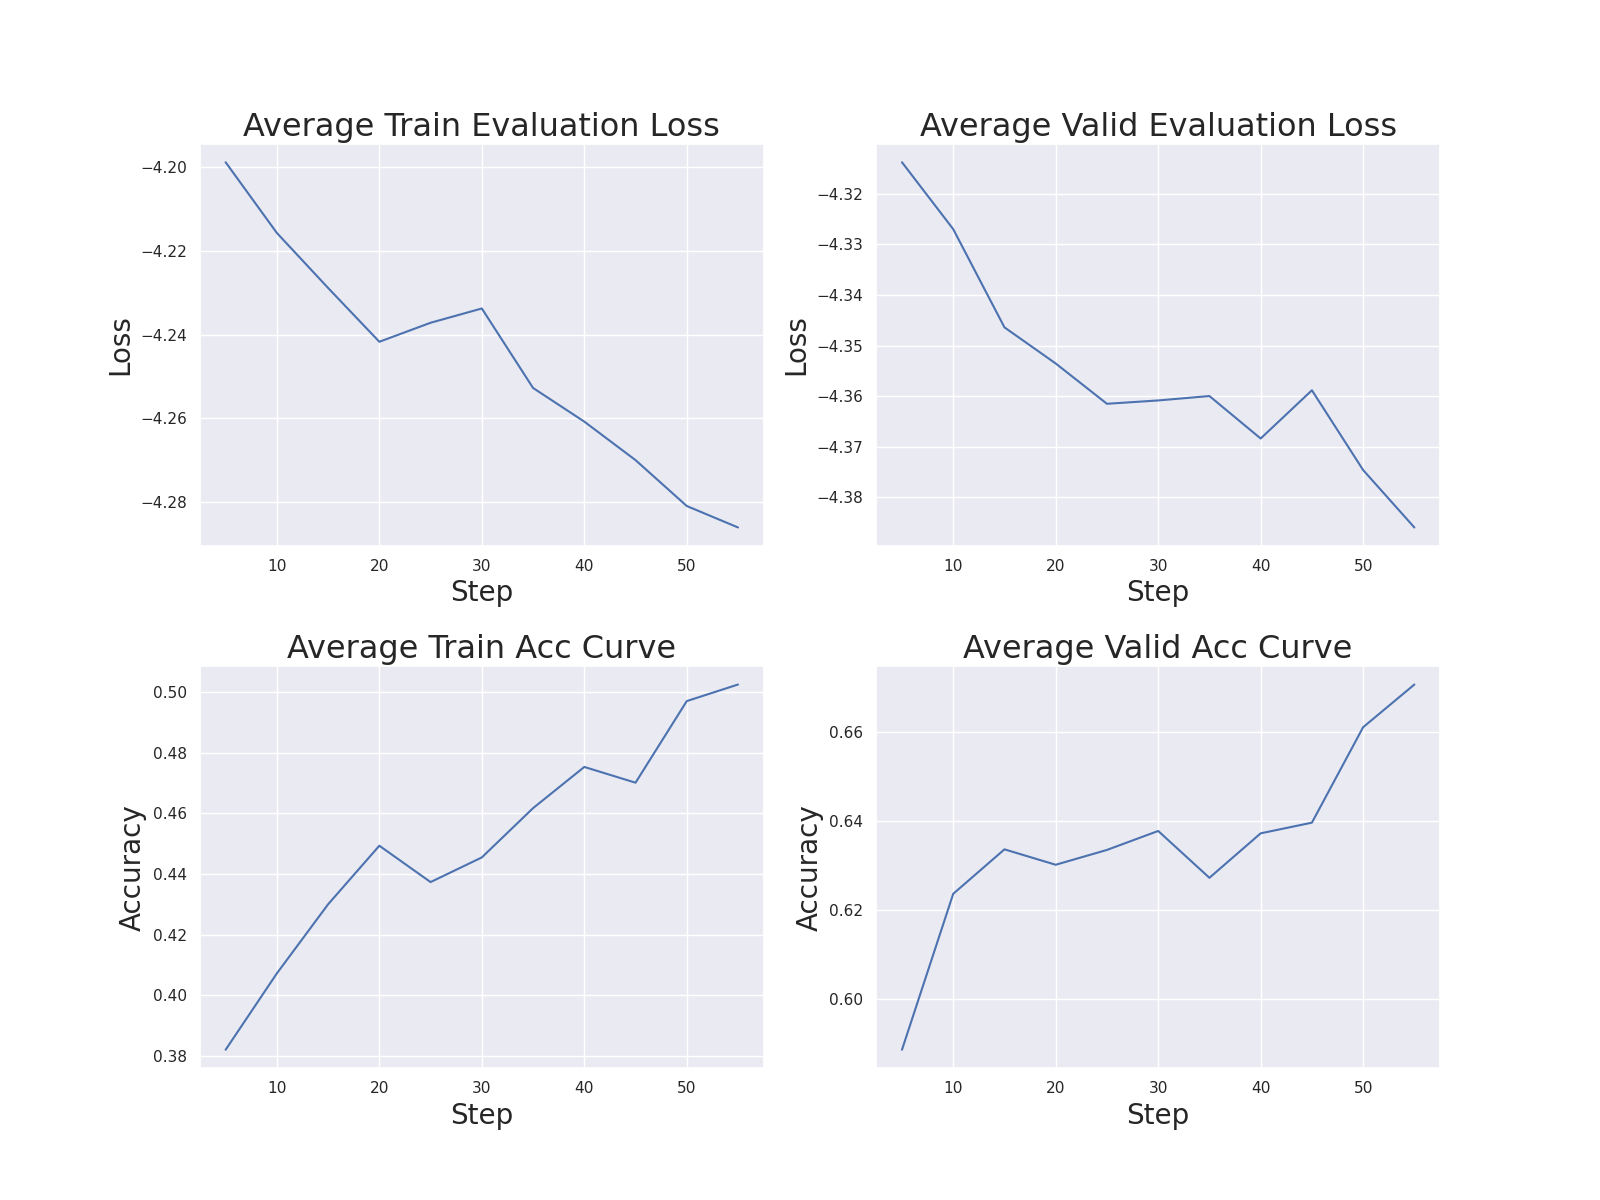 Average Train Evaluation Loss
Loss
−4.20
−4.22
−4.24
−4.26
−4.28
10 20 30 40 50
Step
Average Valid Evaluation Loss
Loss
−4.32
−4.33
−4.34
−4.35
−4.36
−4.37
−4.38
10 20 30 40 50
Step
Average Train Acc Curve
Accuracy
0.50
0.48
0.46
0.44
0.42
0.40
0.38
10 20 30 40 50
Step
Average Valid Acc Curve
Accuracy
0.66
0.64
0.62
0.60
10 20 30 40 50
Step